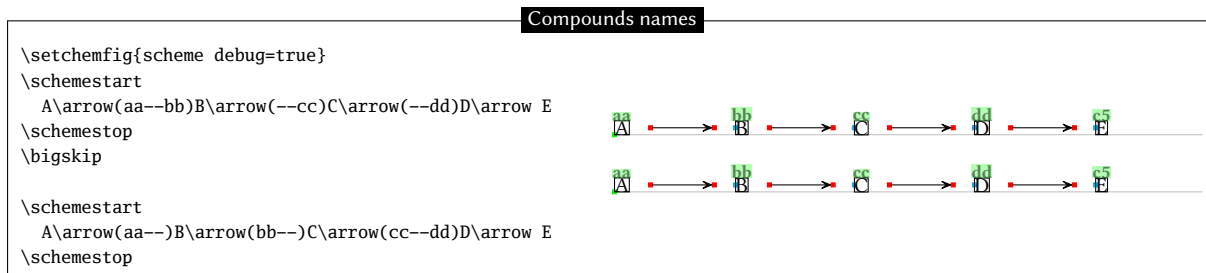 Compounds names
\setchemfig{scheme debug=true}
\schemestart
A\arrow(aa--bb)B\arrow(--cc)C\arrow(--dd)D\arrow E
\schemestop
\bigskip
\schemestart
A\arrow(aa--)B\arrow(bb--)C\arrow(cc--dd)D\arrow E
\schemestop
aa bb cc dd c5
A B C D E
aa bb cc dd c5
A B C D E